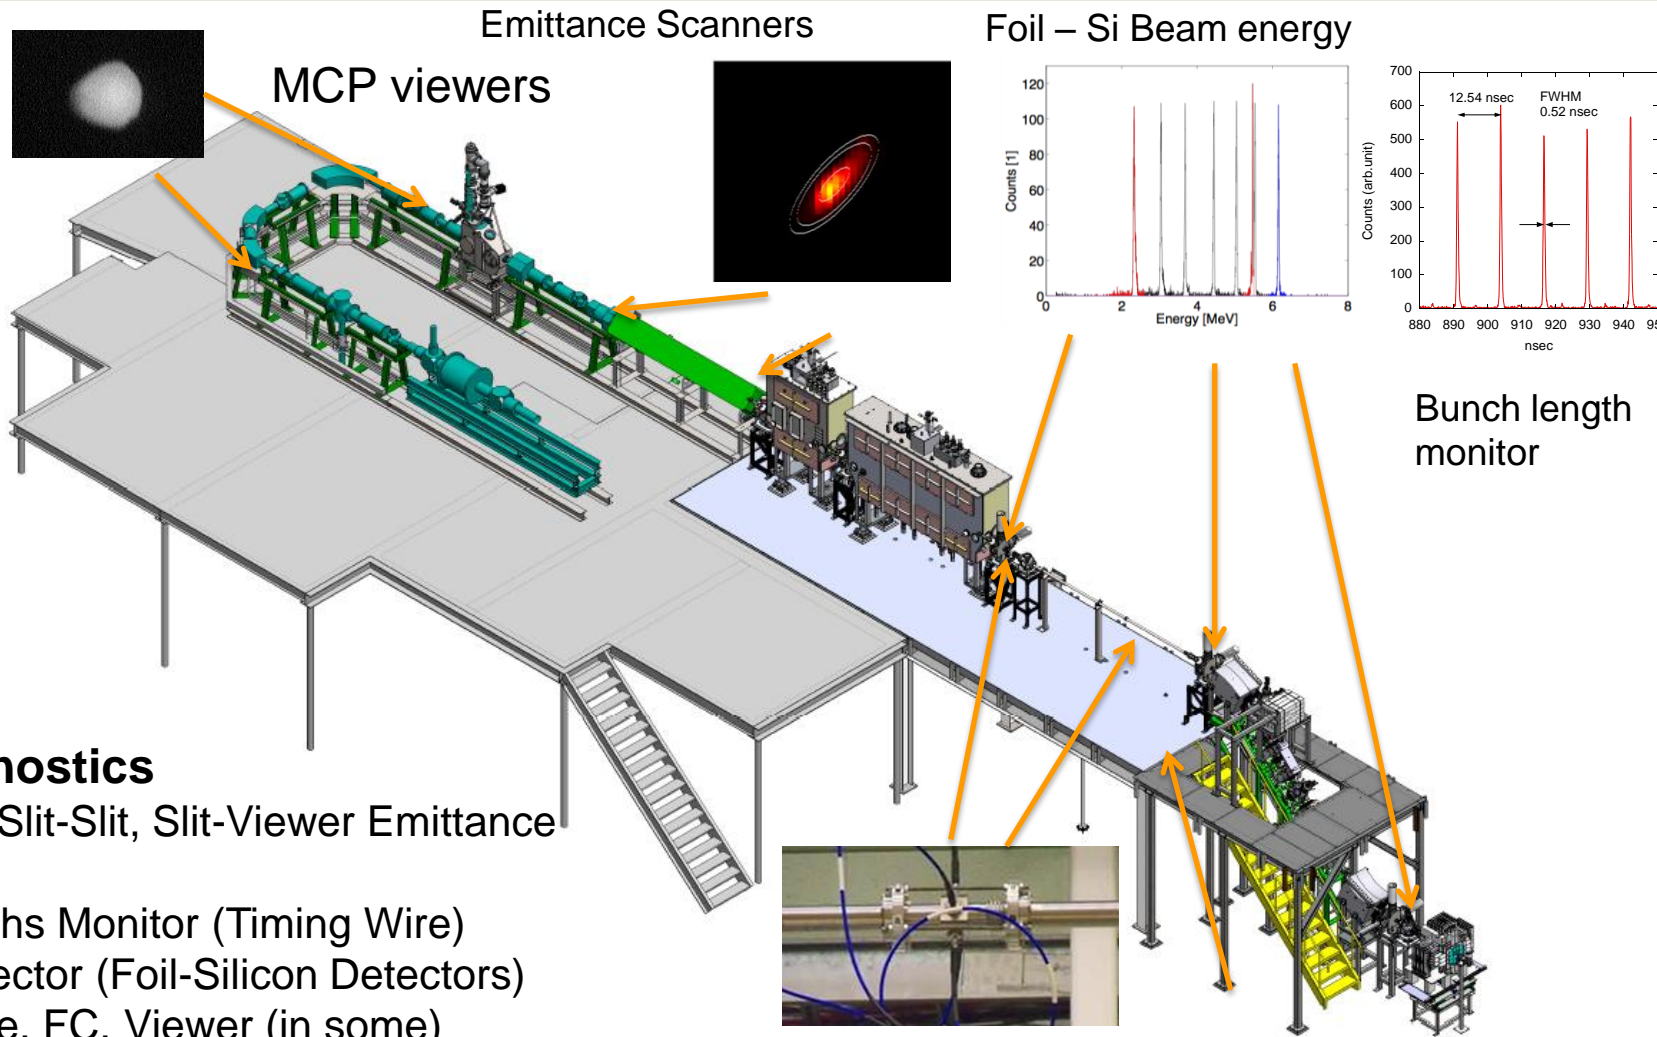 Emittance Scanners
Foil – Si Beam energy
MCP viewers
120
100
80
60
40
20
0
Counts [1]
0
2
4
6
8
Energy [MeV]
700
600
500
400
300
200
100
0
Counts (arb.unit)
12.54 nsec
FWHM
0.52 nsec
880
890
900
910
920
930
940
95
nsec
Bunch length
monitor
nostics
Slit-Slit, Slit-Viewer Emittance
hs Monitor (Timing Wire)
ector (Foil-Silicon Detectors)
e, FC, Viewer (in some)